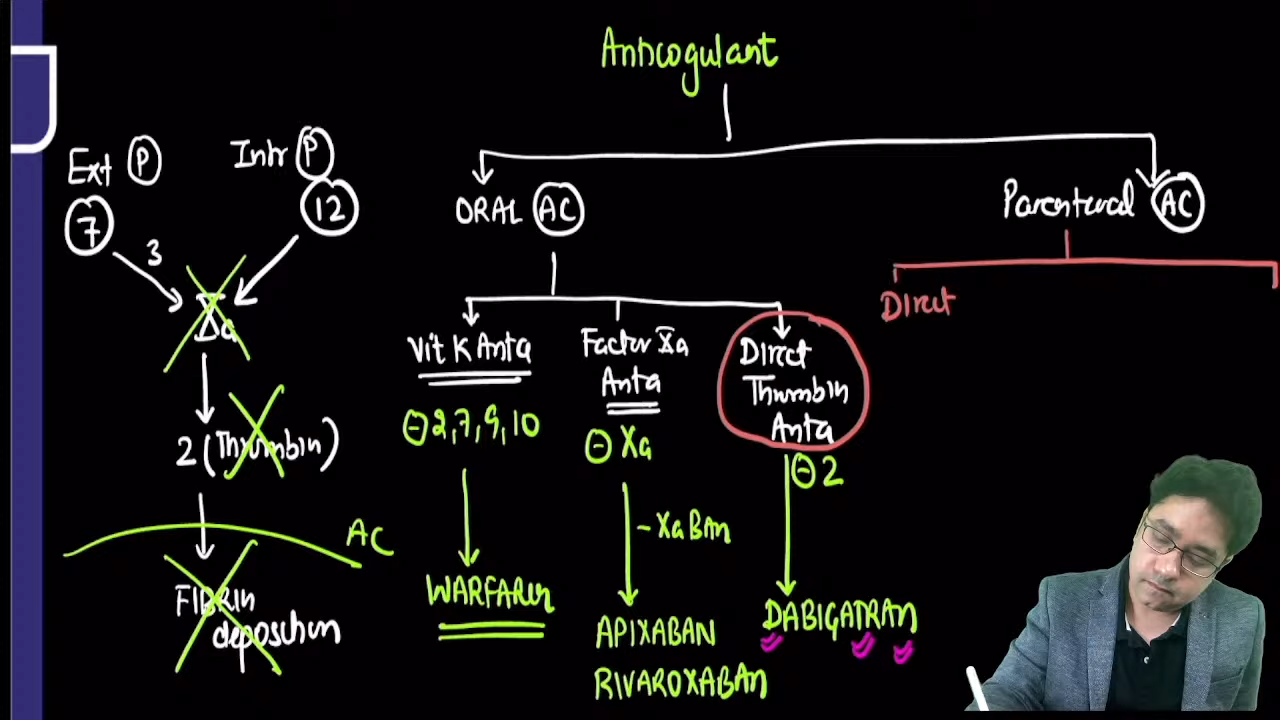 Anticogulant
Ext P
Intr P
7
12
3
Xa
2 (Thrombin)
AC
FIBRIN
deposition
ORAL AC
Parenteral AC
Vit K Anta
⊖ 2,7,9,10
WARFARIN
Factor Xa
Anta
⊖ Xa
-XaBAn
APIXABAN
RIVAROXABAN
Direct
Thrombin
Anta
⊖ 2
DABIGATRAN
Direct